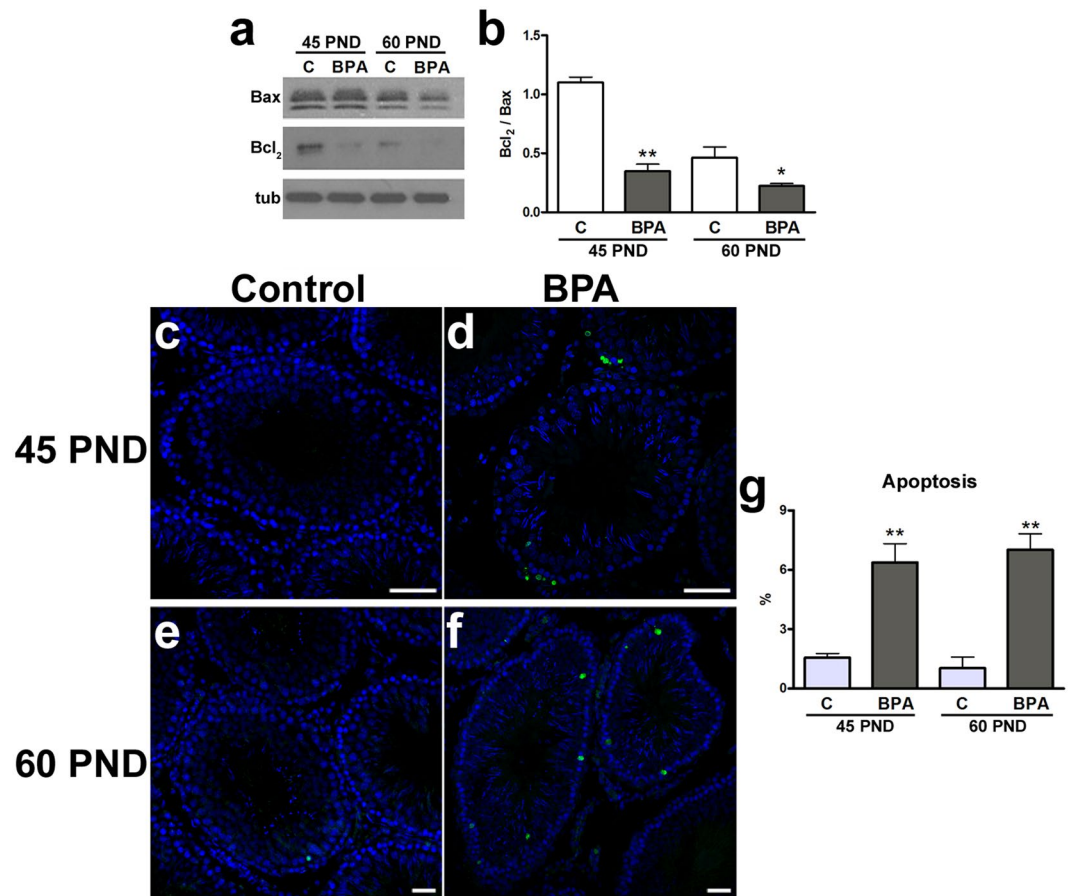 a
45 PND 60 PND
C BPA C BPA
Bax
Bcl2
tub
b
1.5
1.0
0.5
0.0
Bcl2 / Bax
**
*
C BPA C BPA
45 PND 60 PND
Control BPA
c d
45 PND
e f
60 PND
g
Apoptosis
9
6
3
0
%
** **
C BPA C BPA
45 PND 60 PND